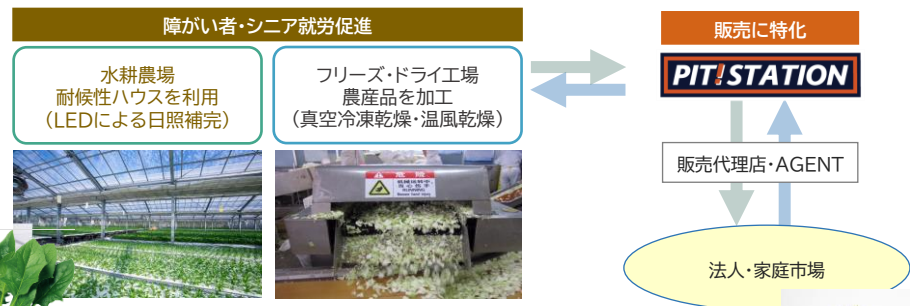 障がい者・シニア就労促進
水耕農場
耐候性ハウスを利用
（LEDによる日照補完）
フリーズ・ドライ工場
農産品を加工
（真空冷凍乾燥・温風乾燥）
販売に特化
PIT!STATION
販売代理店・AGENT
法人・家庭市場
危険